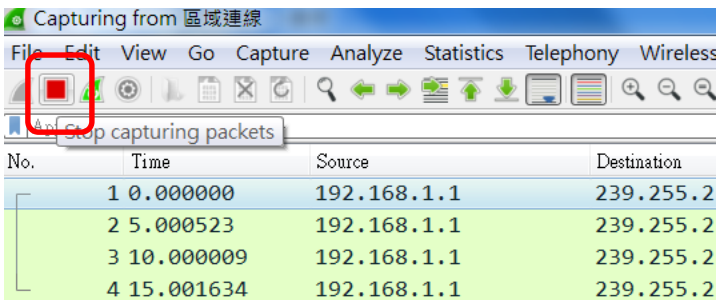 Capturing from 區域連線
File Edit View Go Capture Analyze Statistics Telephony Wireless
Stop capturing packets
No. Time Source Destination
1 0.000000 192.168.1.1 239.255.2
2 5.000523 192.168.1.1 239.255.2
3 10.000009 192.168.1.1 239.255.2
4 15.001634 192.168.1.1 239.255.2